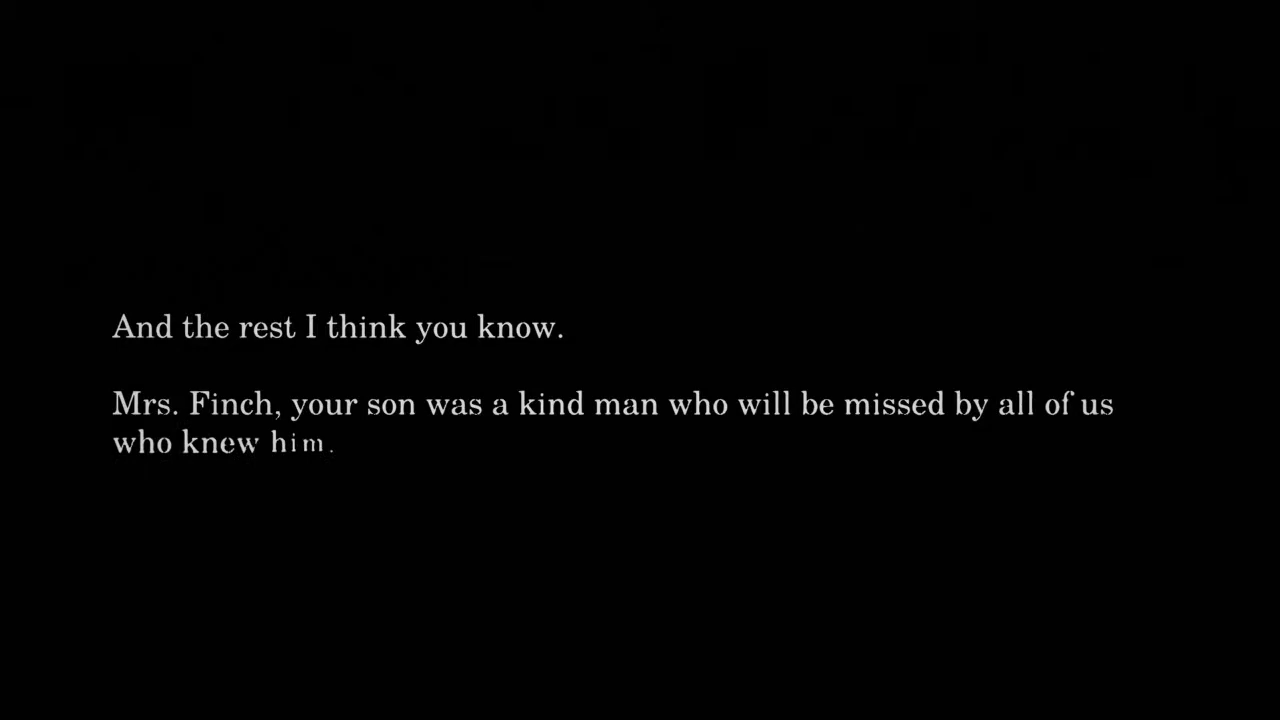 And the rest I think you know.
Mrs. Finch, your son was a kind man who will be missed by all of us
who knew him.